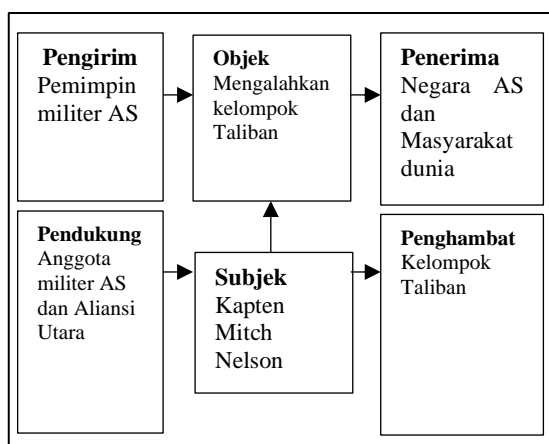 Pengirim
Pemimpin
militer AS
Objek
Mengalahkan
kelompok
Taliban
Penerima
Negara AS
dan
Masyarakat
dunia
Pendukung
Anggota
militer AS
dan Aliansi
Utara
Subjek
Kapten
Mitch
Nelson
Penghambat
Kelompok
Taliban